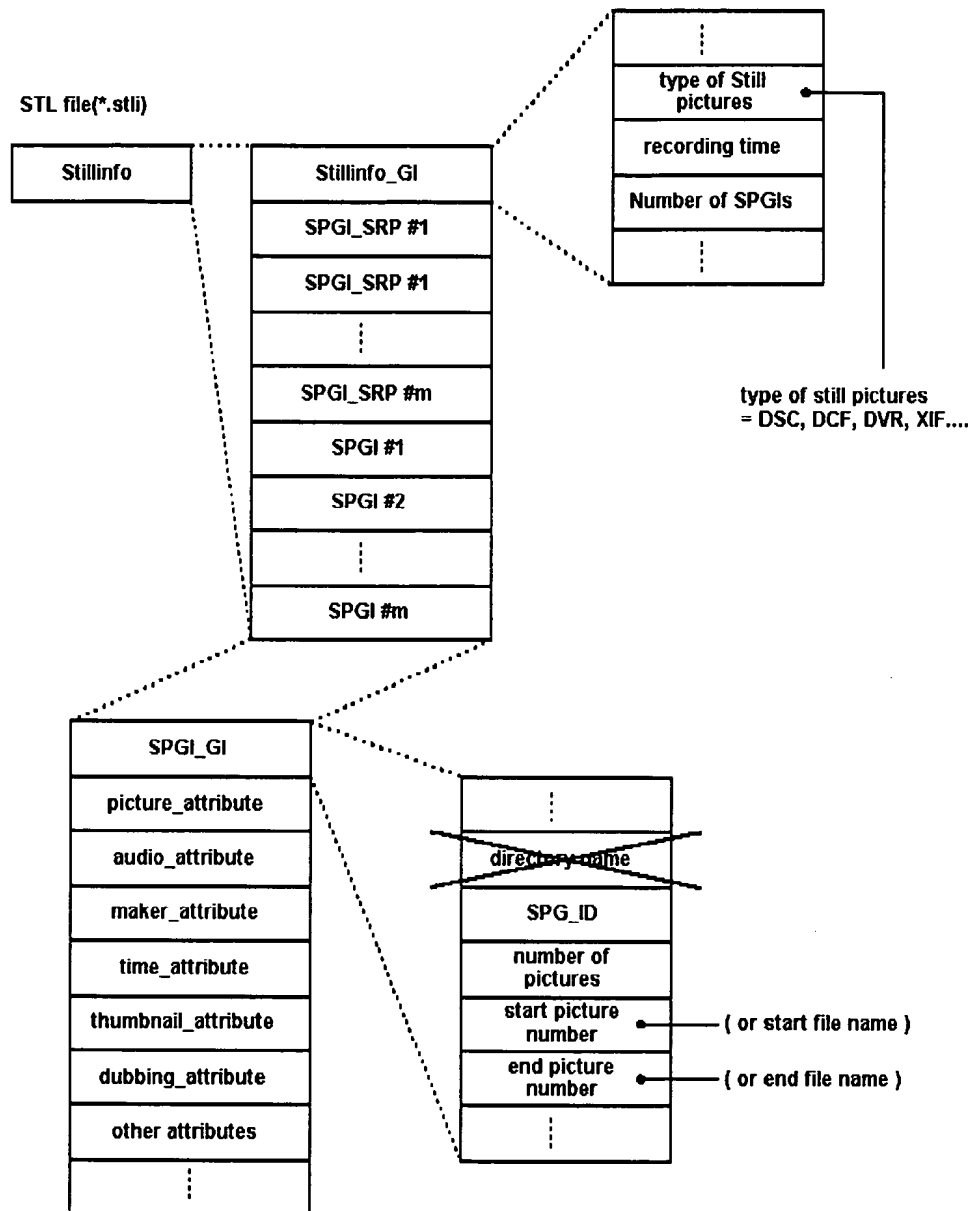 STL file(*.stli)
Stillinfo
Stillinfo_GI
SPGI_SRP #1
SPGI_SRP #1
SPGI_SRP #m
SPGI #1
SPGI #2
SPGI #m
type of Still
pictures
recording time
Number of SPGIs
type of still pictures
= DSC, DCF, DVR, XIF....
SPGI_GI
picture_attribute
audio_attribute
maker_attribute
time_attribute
thumbnail_attribute
dubbing_attribute
other attributes
directory name
SPG_ID
number of
pictures
start picture
number
( or start file name )
end picture
number
( or end file name )